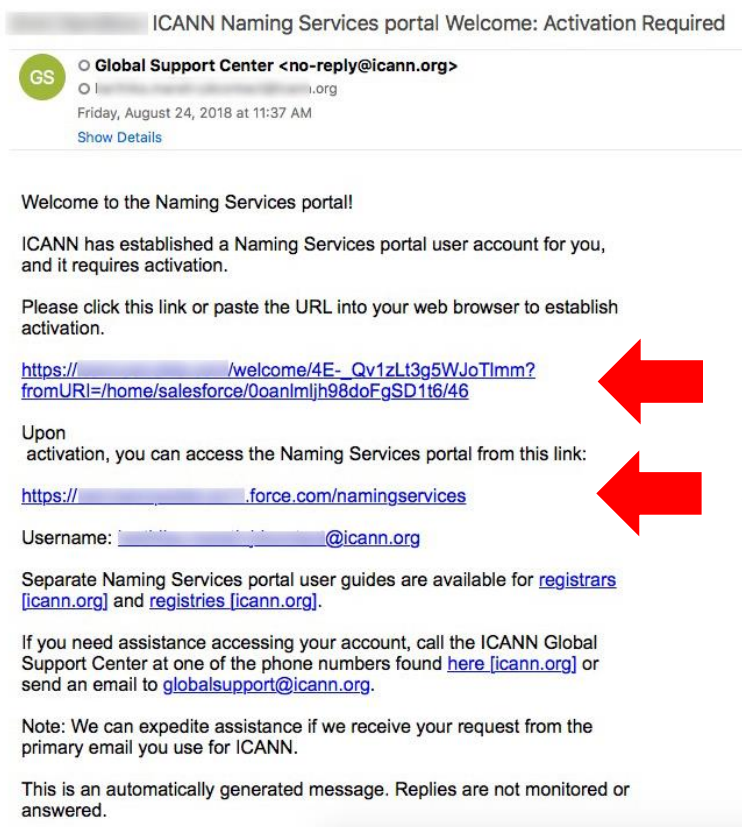 ICANN Naming Services portal Welcome: Activation Required
GS
Global Support Center <no-reply@icann.org>
.org
Friday, August 24, 2018 at 11:37 AM
Show Details
Welcome to the Naming Services portal!
ICANN has established a Naming Services portal user account for you,
and it requires activation.
Please click this link or paste the URL into your web browser to establish
activation.
https:// /welcome/4E-_Qv1zLt3g5WJoTlmm?
fromURI=/home/salesforce/0oanlmljh98doFgSD1t6/46
Upon
activation, you can access the Naming Services portal from this link:
https:// .force.com/namingservices
Username: @icann.org
Separate Naming Services portal user guides are available for registrars
[icann.org] and registries [icann.org].
If you need assistance accessing your account, call the ICANN Global
Support Center at one of the phone numbers found here [icann.org] or
send an email to globalsupport@icann.org.
Note: We can expedite assistance if we receive your request from the
primary email you use for ICANN.
This is an automatically generated message. Replies are not monitored or
answered.